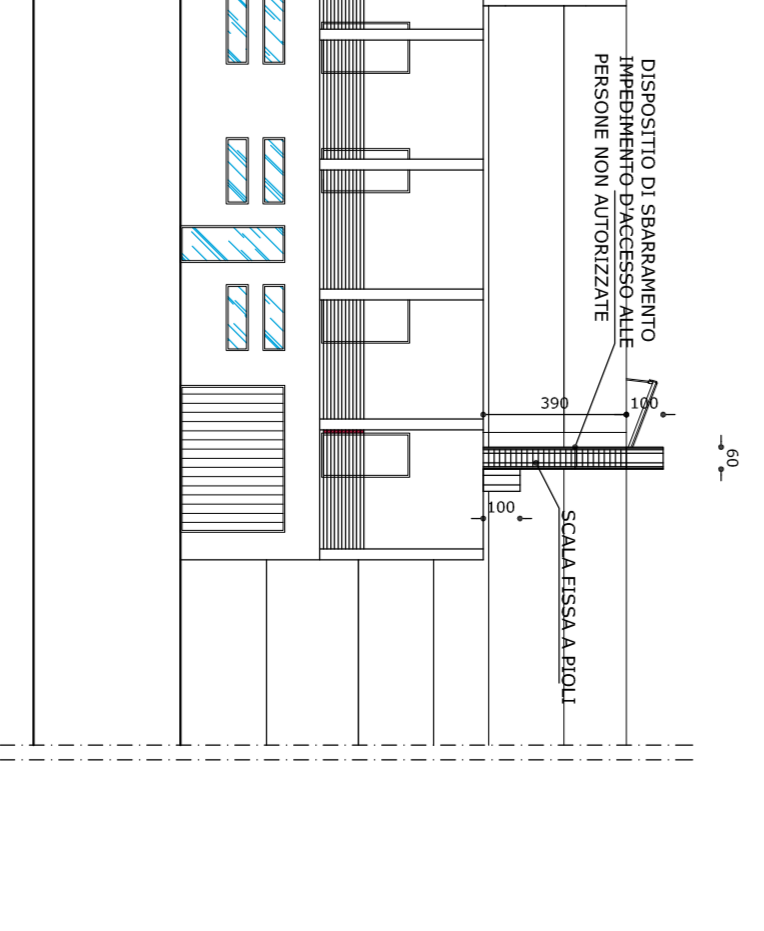 DISPOSITIO DI SBARRAMENTO
IMPEDIMENTO D'ACCESSO ALLE
PERSONE NON AUTORIZZATE
390
100
60
100
SCALA FISSA A PIOLI